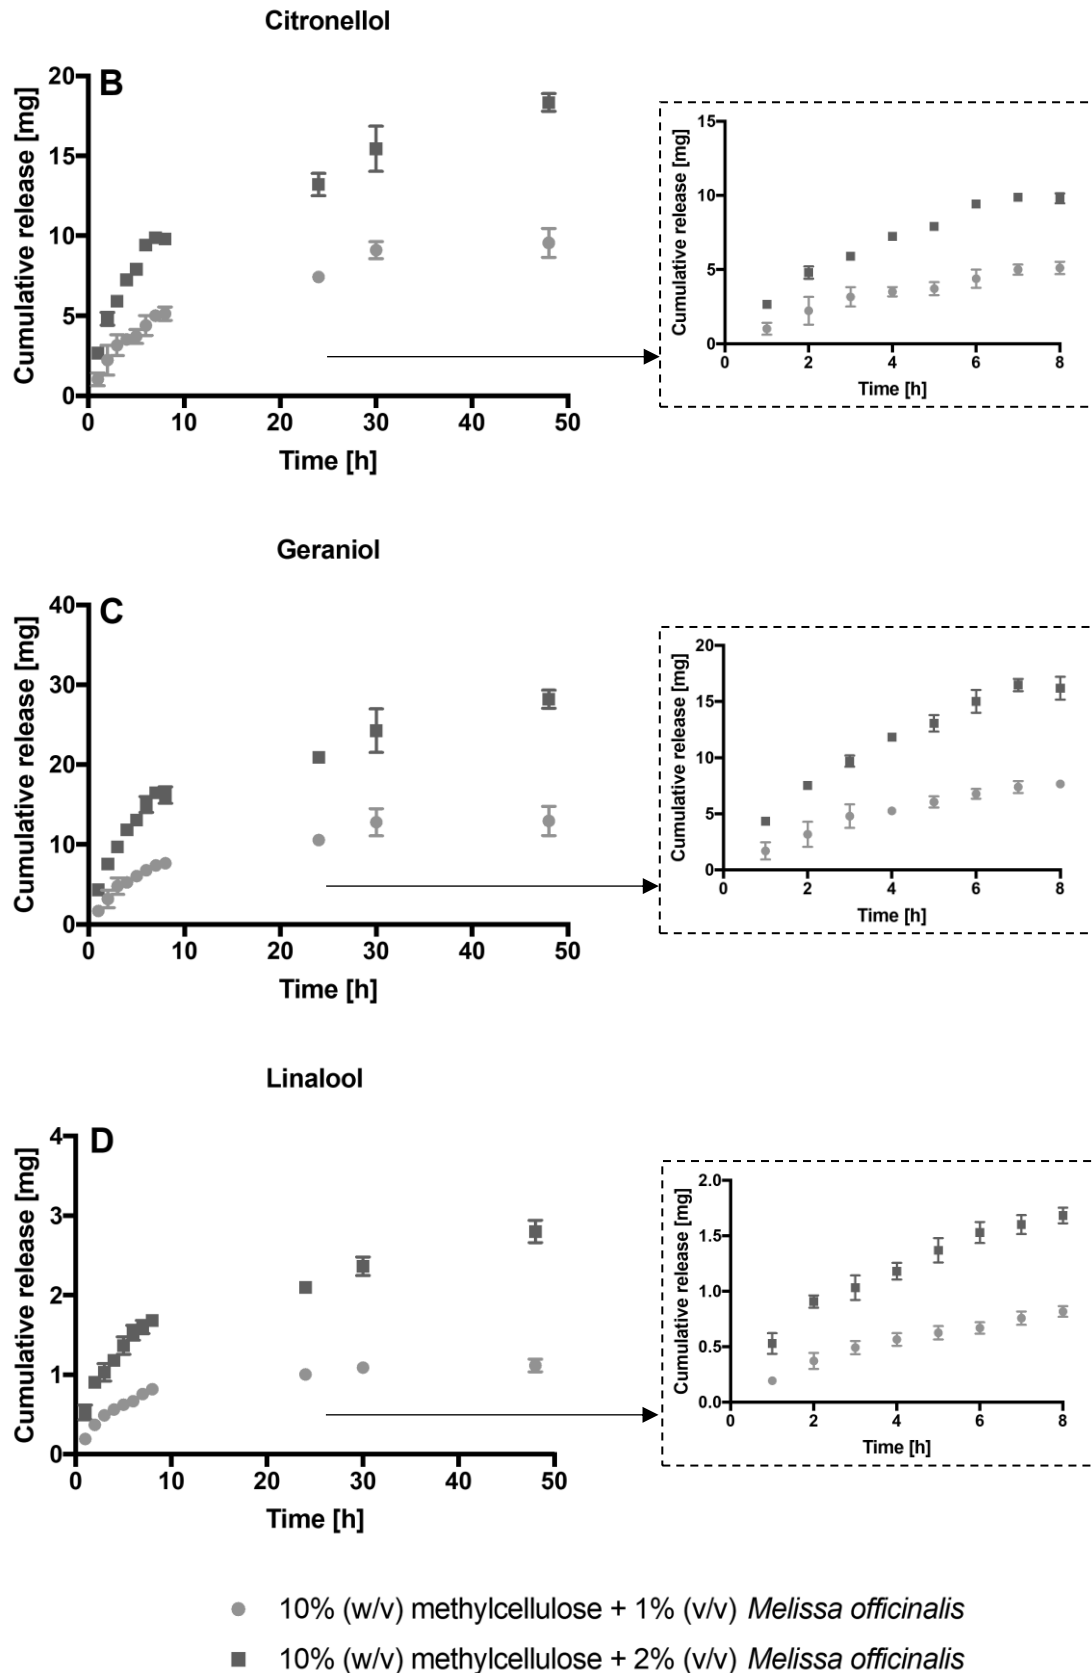 Citronellol
B
Cumulative release [mg]
20
15
10
5
0
0 10 20 30 40 50
Time [h]
Cumulative release [mg]
15
10
5
0
0 2 4 6 8
Time [h]
Geraniol
C
Cumulative release [mg]
40
30
20
10
0
0 10 20 30 40 50
Time [h]
Cumulative release [mg]
20
15
10
5
0
0 2 4 6 8
Time [h]
Linalool
D
Cumulative release [mg]
4
3
2
1
0
0 10 20 30 40 50
Time [h]
Cumulative release [mg]
2.0
1.5
1.0
0.5
0.0
0 2 4 6 8
Time [h]
10% (w/v) methylcellulose + 1% (v/v) Melissa officinalis
10% (w/v) methylcellulose + 2% (v/v) Melissa officinalis